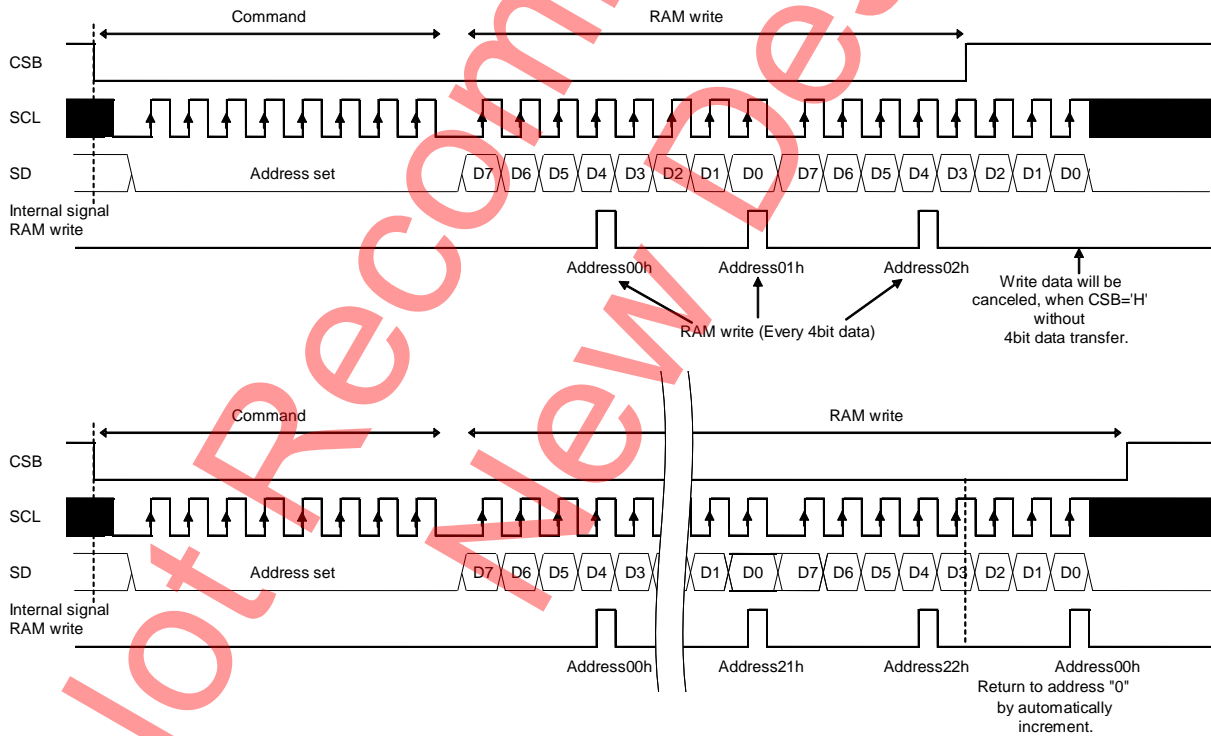 Command
RAM write
CSB
SCL
SD
Address set
D7 D6 D5 D4 D3 D2 D1 D0 D7 D6 D5 D4 D3 D2 D1 D0
Internal signal
RAM write
Address00h
Address01h
Address02h
RAM write (Every 4bit data)
Write data will be
canceled, when CSB='H'
without
4bit data transfer.
Command
RAM write
CSB
SCL
SD
Address set
D7 D6 D5 D4 D3 D1 D0 D7 D6 D5 D4 D3 D2 D1 D0
Internal signal
RAM write
Address00h
Address21h
Address22h
Address00h
Return to address "0"
by automatically
increment.
ot Recom
New Des